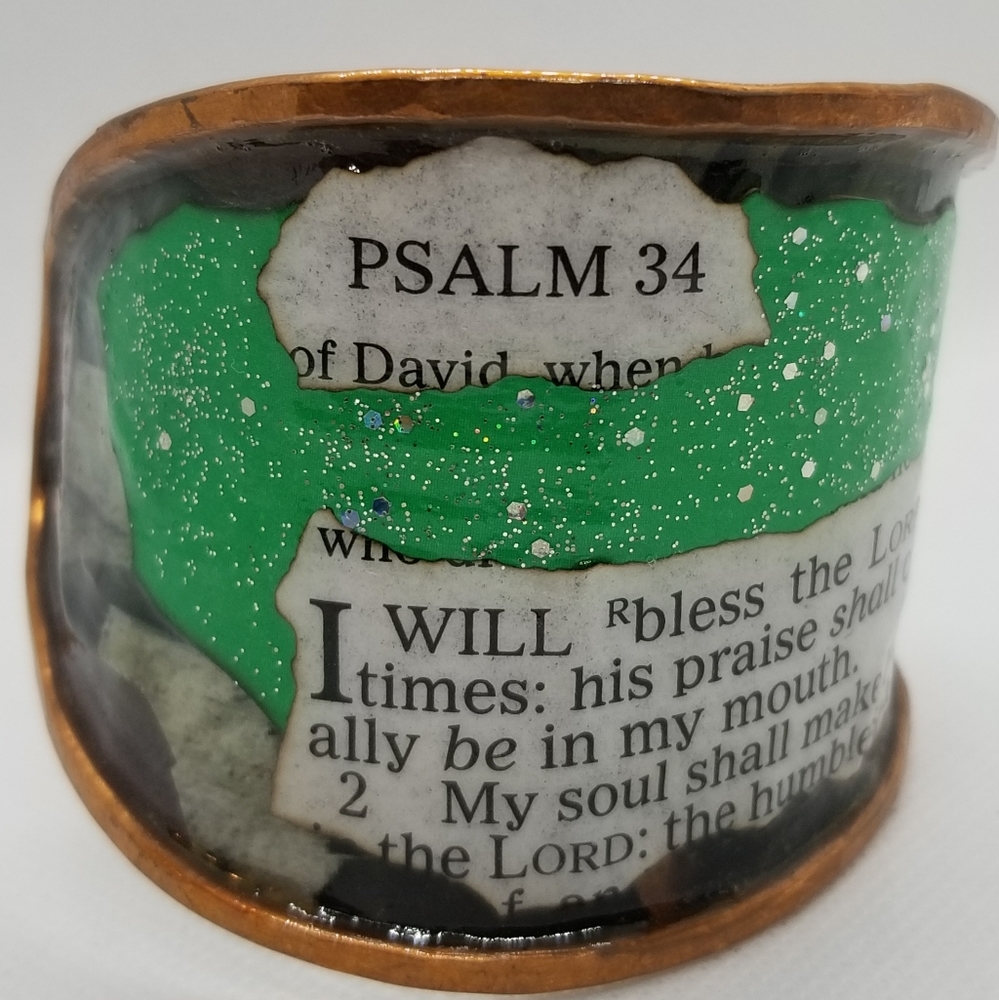 PSALM 34
of David, when
I WILL ᴿbless the LORD
times: his praise shall
ally be in my mouth.
2 My soul shall make
the LORD: the humble